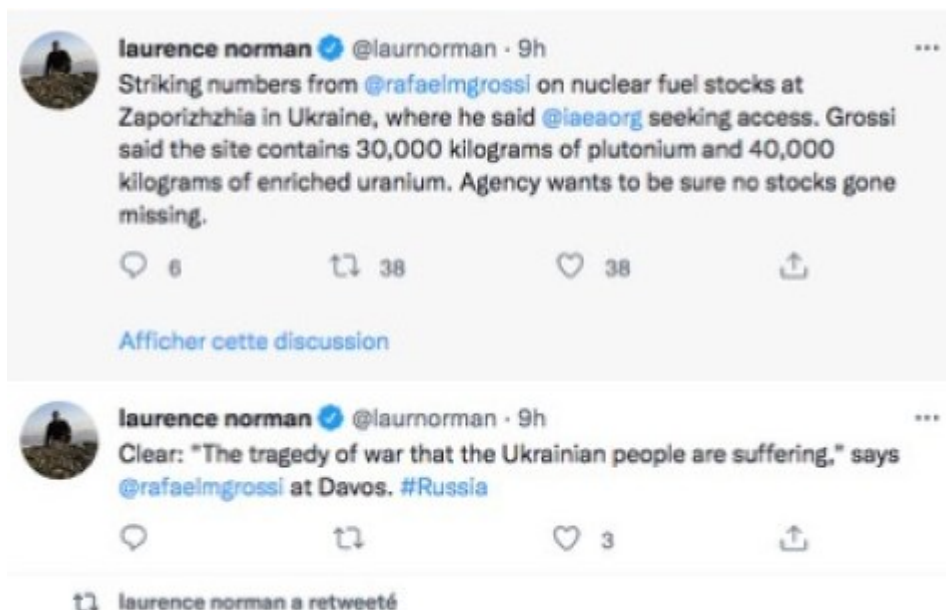 laurence norman @laurnorman · 9h
Striking numbers from @rafaelmgrossi on nuclear fuel stocks at
Zaporizhzhia in Ukraine, where he said @iaeaorg seeking access. Grossi
said the site contains 30,000 kilograms of plutonium and 40,000
kilograms of enriched uranium. Agency wants to be sure no stocks gone
missing.
6 38 38
Afficher cette discussion
laurence norman @laurnorman · 9h
Clear: "The tragedy of war that the Ukrainian people are suffering," says
@rafaelmgrossi at Davos. #Russia
3
laurence norman a retweeté